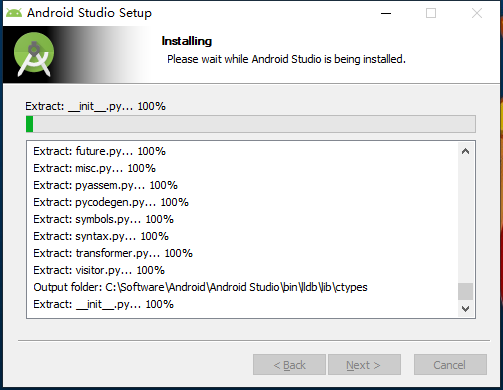 Android Studio Setup
Installing
Please wait while Android Studio is being installed.
Extract: __init__.py... 100%
Extract: future.py... 100%
Extract: misc.py... 100%
Extract: pyassem.py... 100%
Extract: pycodegen.py... 100%
Extract: symbols.py... 100%
Extract: syntax.py... 100%
Extract: transformer.py... 100%
Extract: visitor.py... 100%
Output folder: C:\Software\Android\Android Studio\bin\lldb\lib\ctypes
Extract: __init__.py... 100%
< Back Next > Cancel